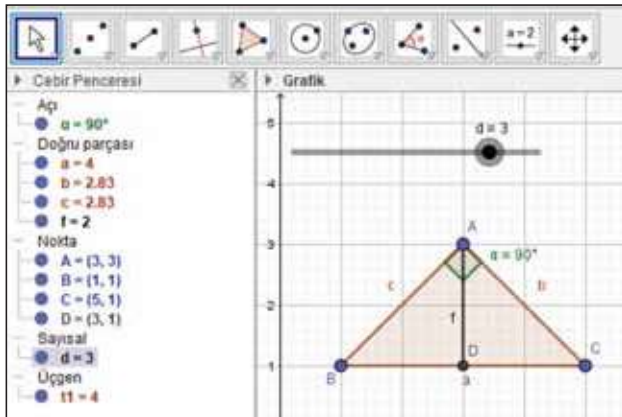 a=2
Cebir Penceresi
Grafik
Açı
α = 90°
Doğru parçası
a = 4
b = 2.83
c = 2.83
f = 2
Nokta
A = (3, 3)
B = (1, 1)
C = (5, 1)
D = (3, 1)
Sayısal
d = 3
Üçgen
t1 = 4
5
d = 3
4
A
3
α = 90°
c
b
2
f
D
C
1
B
a